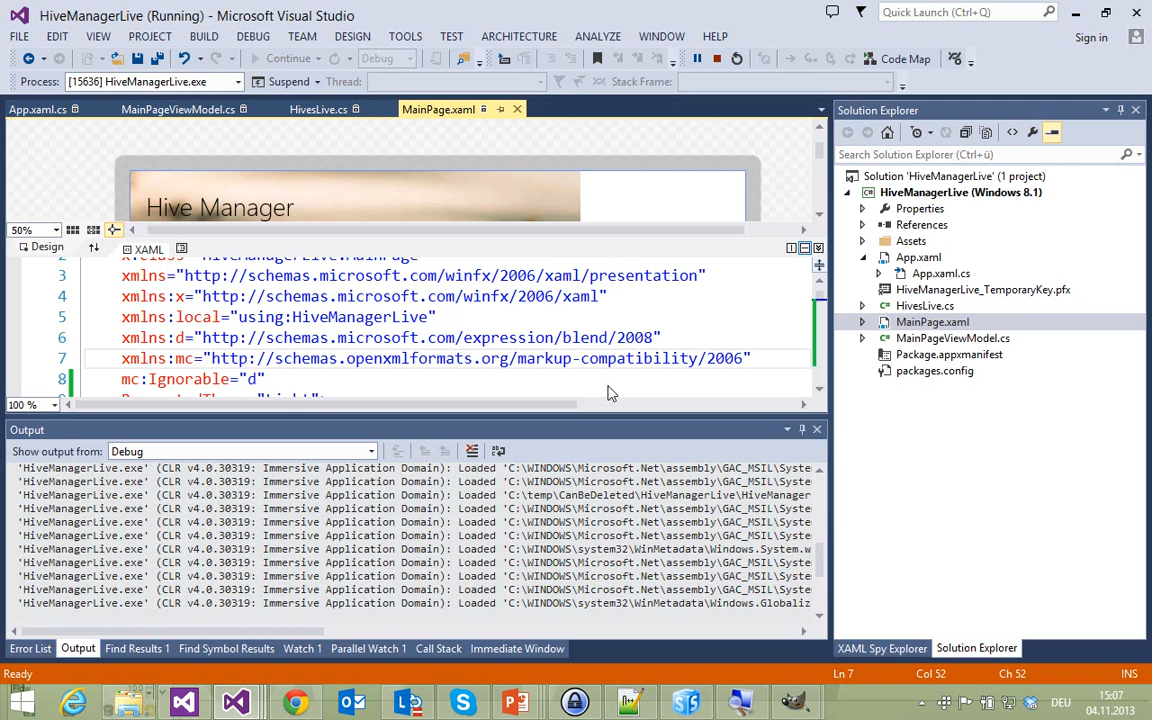 HiveManagerLive (Running) - Microsoft Visual Studio
Quick Launch (Ctrl+Q)
FILE EDIT VIEW PROJECT BUILD DEBUG TEAM DESIGN TOOLS TEST ARCHITECTURE ANALYZE WINDOW HELP
Sign in
Continue Debug Code Map
Process: [15636] HiveManagerLive.exe Suspend Thread: Stack Frame:
App.xaml.cs MainPageViewModel.cs HivesLive.cs MainPage.xaml
Hive Manager
50%
Design XAML
3 xmlns="http://schemas.microsoft.com/winfx/2006/xaml/presentation"
4 xmlns:x="http://schemas.microsoft.com/winfx/2006/xaml"
5 xmlns:local="using:HiveManagerLive"
6 xmlns:d="http://schemas.microsoft.com/expression/blend/2008"
7 xmlns:mc="http://schemas.openxmlformats.org/markup-compatibility/2006"
8 mc:Ignorable="d"
100 %
Output
Show output from: Debug
'HiveManagerLive.exe' (CLR v4.0.30319: Immersive Application Domain): Loaded 'C:\WINDOWS\Microsoft.Net\assembly\GAC_MSIL\System
'HiveManagerLive.exe' (CLR v4.0.30319: Immersive Application Domain): Loaded 'C:\WINDOWS\Microsoft.Net\assembly\GAC_MSIL\System
'HiveManagerLive.exe' (CLR v4.0.30319: Immersive Application Domain): Loaded 'C:\temp\CanBeDeleted\HiveManagerLive\HiveManager
'HiveManagerLive.exe' (CLR v4.0.30319: Immersive Application Domain): Loaded 'C:\WINDOWS\Microsoft.Net\assembly\GAC_MSIL\System
'HiveManagerLive.exe' (CLR v4.0.30319: Immersive Application Domain): Loaded 'C:\WINDOWS\Microsoft.Net\assembly\GAC_MSIL\System
'HiveManagerLive.exe' (CLR v4.0.30319: Immersive Application Domain): Loaded 'C:\WINDOWS\Microsoft.Net\assembly\GAC_MSIL\System
'HiveManagerLive.exe' (CLR v4.0.30319: Immersive Application Domain): Loaded 'C:\WINDOWS\system32\WinMetadata\Windows.System.w
'HiveManagerLive.exe' (CLR v4.0.30319: Immersive Application Domain): Loaded 'C:\WINDOWS\Microsoft.Net\assembly\GAC_MSIL\System
'HiveManagerLive.exe' (CLR v4.0.30319: Immersive Application Domain): Loaded 'C:\WINDOWS\Microsoft.Net\assembly\GAC_MSIL\System
'HiveManagerLive.exe' (CLR v4.0.30319: Immersive Application Domain): Loaded 'C:\WINDOWS\Microsoft.Net\assembly\GAC_MSIL\System
'HiveManagerLive.exe' (CLR v4.0.30319: Immersive Application Domain): Loaded 'C:\WINDOWS\system32\WinMetadata\Windows.Globaliz
Error List Output Find Results 1 Find Symbol Results Watch 1 Parallel Watch 1 Call Stack Immediate Window
Solution Explorer
Search Solution Explorer (Ctrl+ü)
Solution 'HiveManagerLive' (1 project)
HiveManagerLive (Windows 8.1)
Properties
References
Assets
App.xaml
App.xaml.cs
HiveManagerLive_TemporaryKey.pfx
HivesLive.cs
MainPage.xaml
MainPageViewModel.cs
Package.appxmanifest
packages.config
XAML Spy Explorer Solution Explorer
Ready Ln 7 Col 52 Ch 52 INS
DEU
15:07
04.11.2013